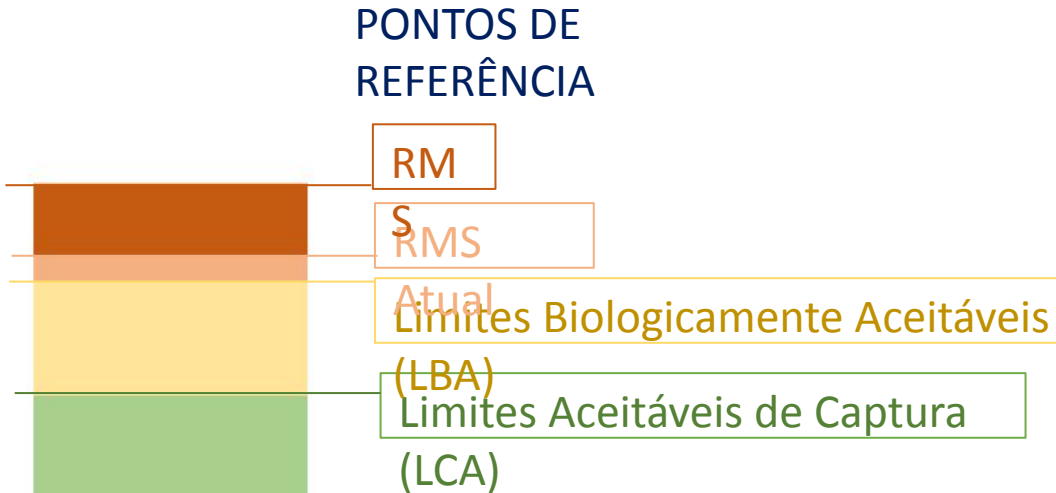 PONTOS DE
REFERÊNCIA
RM
S
RMS
Atual
Limites Biologicamente Aceitáveis
(LBA)
Limites Aceitáveis de Captura
(LCA)